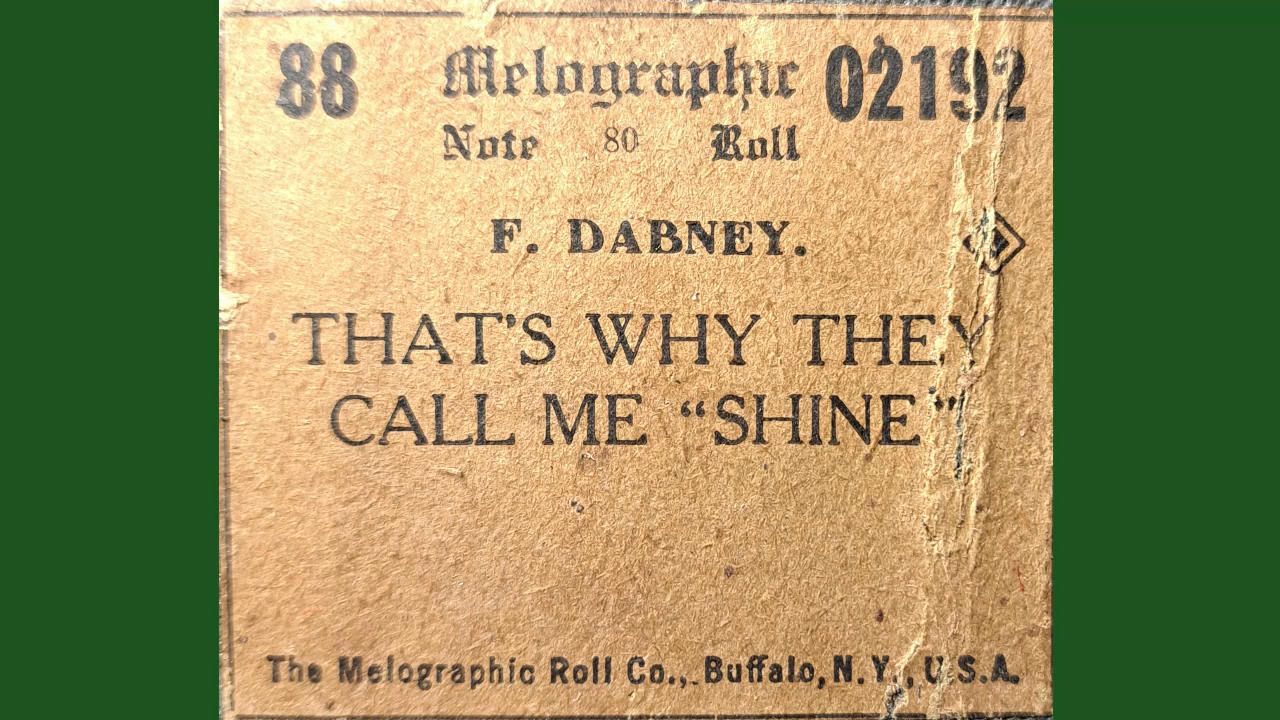 88 Melographic 02192
Note 80 Roll
F. DABNEY.
THAT'S WHY THEY
CALL ME "SHINE"
The Melographic Roll Co., Buffalo, N.Y., U.S.A.